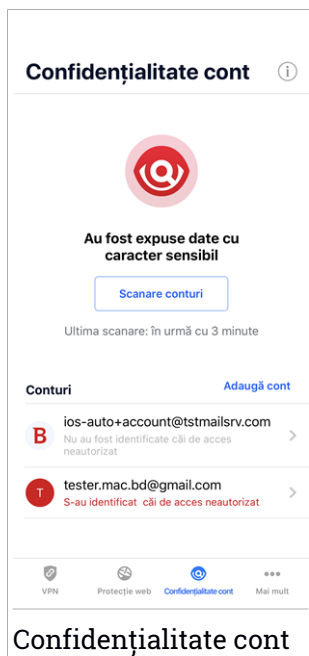 Confidențialitate cont
Au fost expuse date cu
caracter sensibil
Scanare conturi
Ultima scanare: în urmă cu 3 minute
Conturi
Adaugă cont
B
ios-auto+account@tstmailsrv.com
Nu au fost identificate căi de acces
neautorizat
T
tester.mac.bd@gmail.com
S-au identificat căi de acces neautorizat
VPN
Protecție web
Confidențialitate cont
Mai mult
Confidențialitate cont